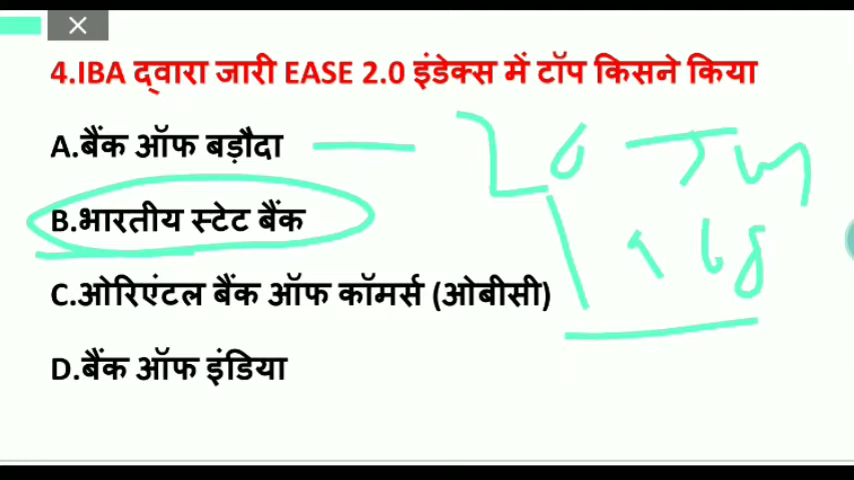 4.IBA द्वारा जारी EASE 2.0 इंडेक्स में टॉप किसने किया
A.बैंक ऑफ बड़ौदा
B.भारतीय स्टेट बैंक
C.ओरिएंटल बैंक ऑफ कॉमर्स (ओबीसी)
D.बैंक ऑफ इंडिया